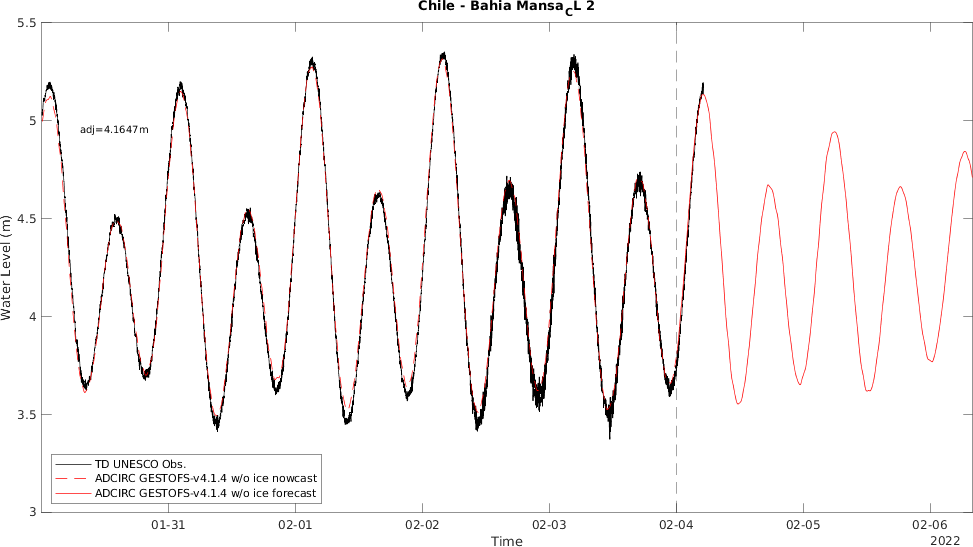 Chile - Bahia Mansa_CL 2
5.5
5
4.5
4
3.5
3
Water Level (m)
adj=4.1647m
TD UNESCO Obs.
ADCIRC GESTOFS-v4.1.4 w/o ice nowcast
ADCIRC GESTOFS-v4.1.4 w/o ice forecast
01-31
02-01
02-02
02-03
02-04
02-05
02-06
Time
2022